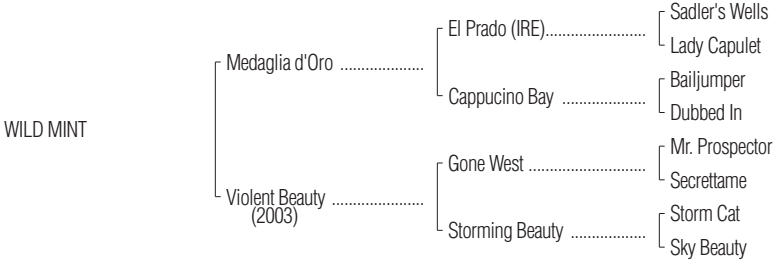 Sadler's Wells
El Prado (IRE)........................
Lady Capulet
Medaglia d'Oro ....................
Bailjumper
Cappucino Bay ....................
Dubbed In
WILD MINT
Mr. Prospector
Gone West ............................
Secrettame
Violent Beauty ......................
(2003)
Storm Cat
Storming Beauty ..................
Sky Beauty